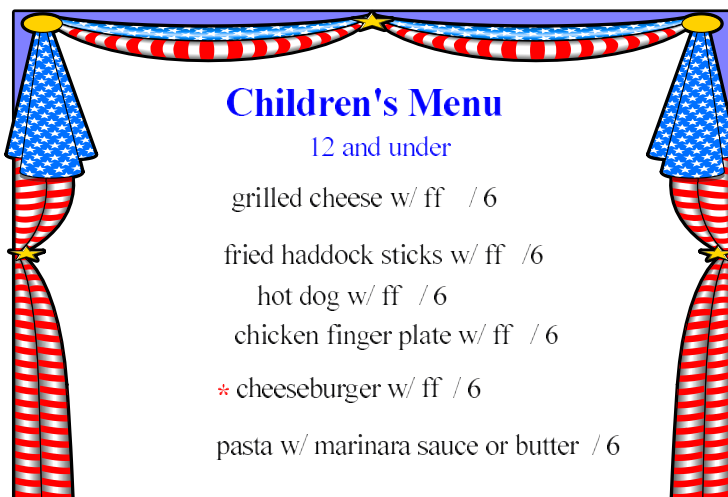 Children's Menu
12 and under
grilled cheese w/ ff / 6
fried haddock sticks w/ ff /6
hot dog w/ ff / 6
chicken finger plate w/ ff / 6
* cheeseburger w/ ff / 6
pasta w/ marinara sauce or butter / 6